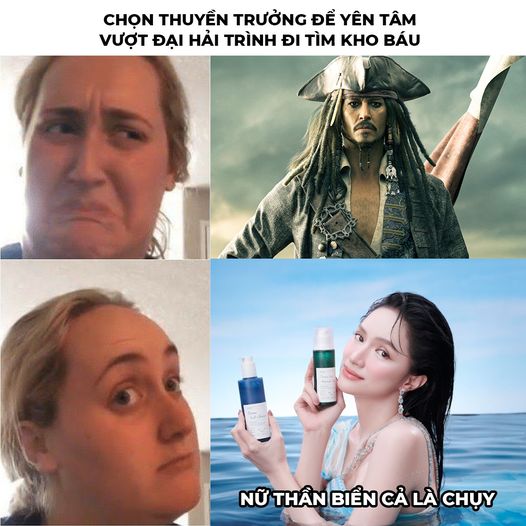 CHỌN THUYỀN TRƯỞNG ĐỂ YÊN TÂM
VƯỢT ĐẠI HẢI TRÌNH ĐI TÌM KHO BÁU
NỮ THẦN BIỂN CẢ LÀ CHỤY